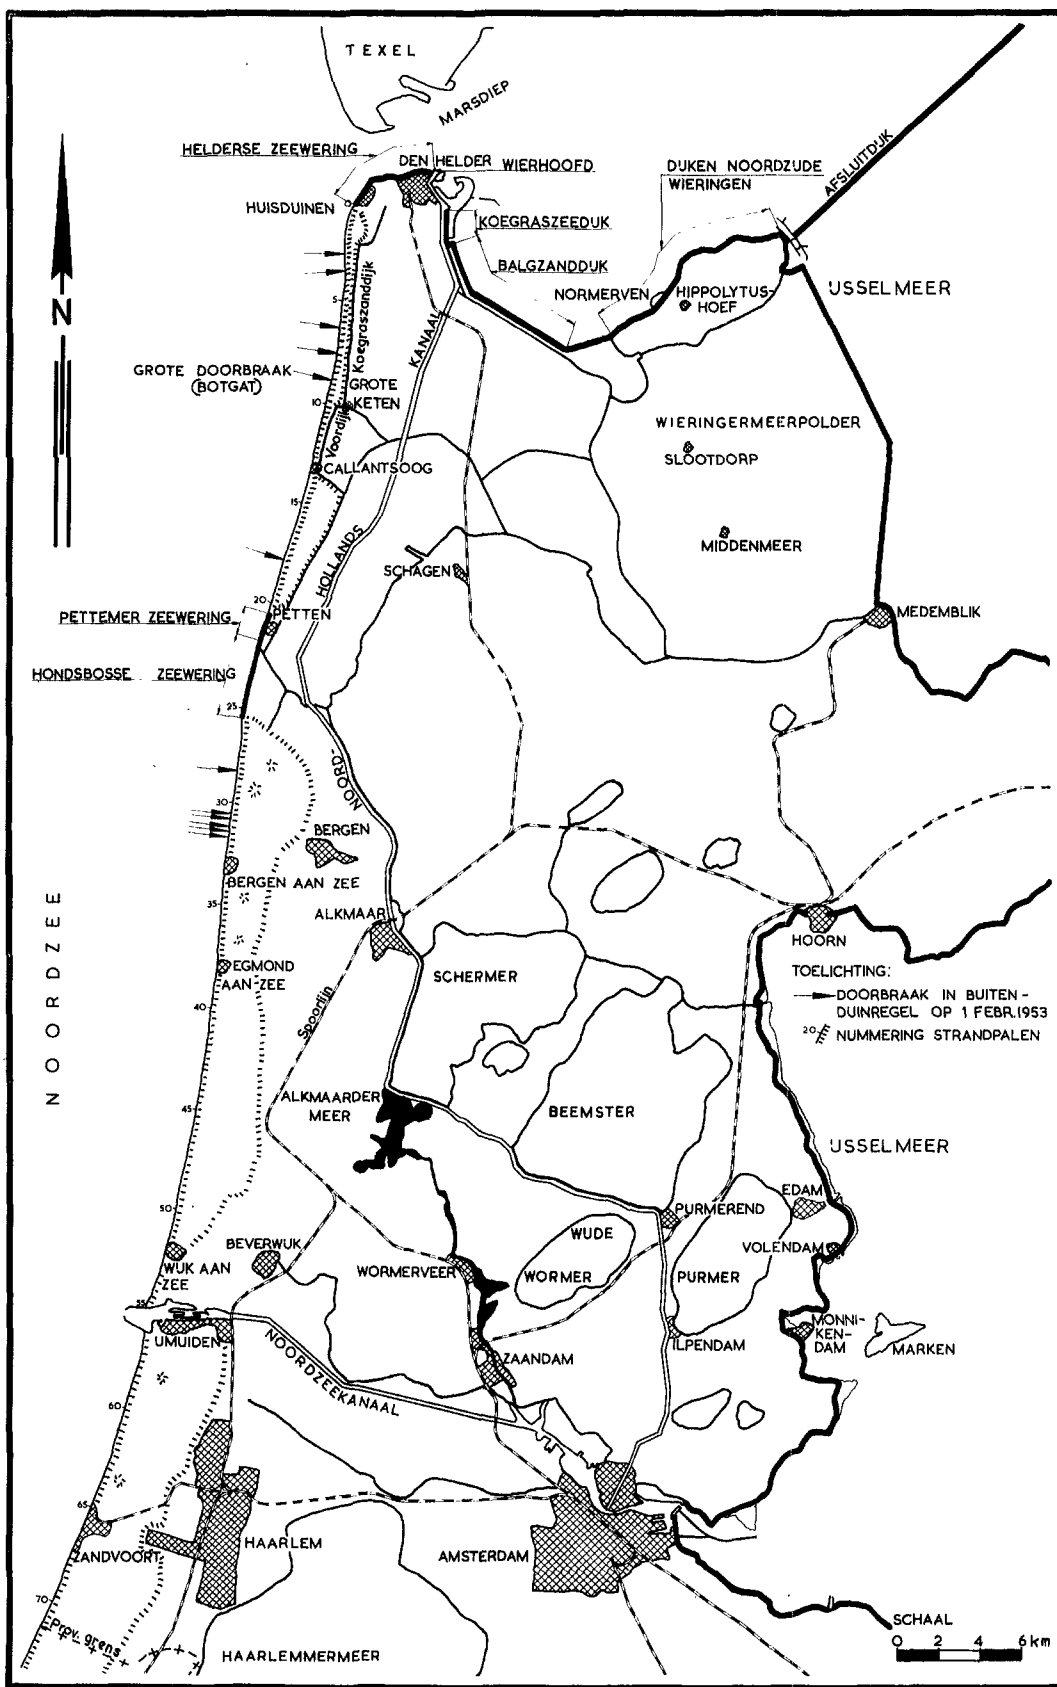 TEXEL
MARSDIEP
HELDERSE ZEEWERING
DEN HELDER
WIERHOOFD
DIJKEN NOORDZIJDE
WIERINGEN
AFSLUITDIJK
HUISDUINEN
KOEGRASZEEDIJK
BALGZANDDIJK
NORMERVEN
HIPPOLYTUS-
HOEF
IJSSELMEER
5
Koegraszanddijk
KANAAL
GROTE DOORBRAAK
(BOTGAT)
10
GROTE
KETEN
Voordijk
WIERINGERMEERPOLDER
SLOOTDORP
CALLANTSOOG
15
HOLLANDS
MIDDENMEER
SCHAGEN
20
PETTEN
PETTEMER ZEEWERING
MEDEMBLIK
HONDSBOSSE ZEEWERING
25
NOORD-
30
BERGEN
BERGEN AAN ZEE
35
ALKMAAR
NOORDZEE
HOORN
EGMOND
AAN ZEE
SCHERMER
TOELICHTING:
DOORBRAAK IN BUITEN-
DUINREGEL OP 1 FEBR. 1953
20 NUMMERING STRANDPALEN
40
Spoorlijn
ALKMAARDER
MEER
45
BEEMSTER
IJSSELMEER
EDAM
50
PURMEREND
WIJDE
WORMER
PURMER
VOLENDAM
BEVERWIJK
WIJK AAN
ZEE
WORMERVEER
55
IJMUIDEN
MONNI-
KEN-
DAM
MARKEN
ILPENDAM
NOORDZEEKANAAL
ZAANDAM
60
65
ZANDVOORT
HAARLEM
AMSTERDAM
70
Prov. grens
HAARLEMMERMEER
SCHAAL
0 2 4 6 km
N